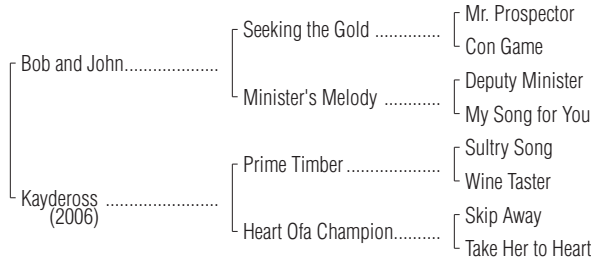 Mr. Prospector
Seeking the Gold ..............
Con Game
Bob and John....................
Deputy Minister
Minister's Melody ............
My Song for You
Sultry Song
Prime Timber....................
Wine Taster
Kaydeross ........................
(2006)
Skip Away
Heart Ofa Champion..........
Take Her to Heart